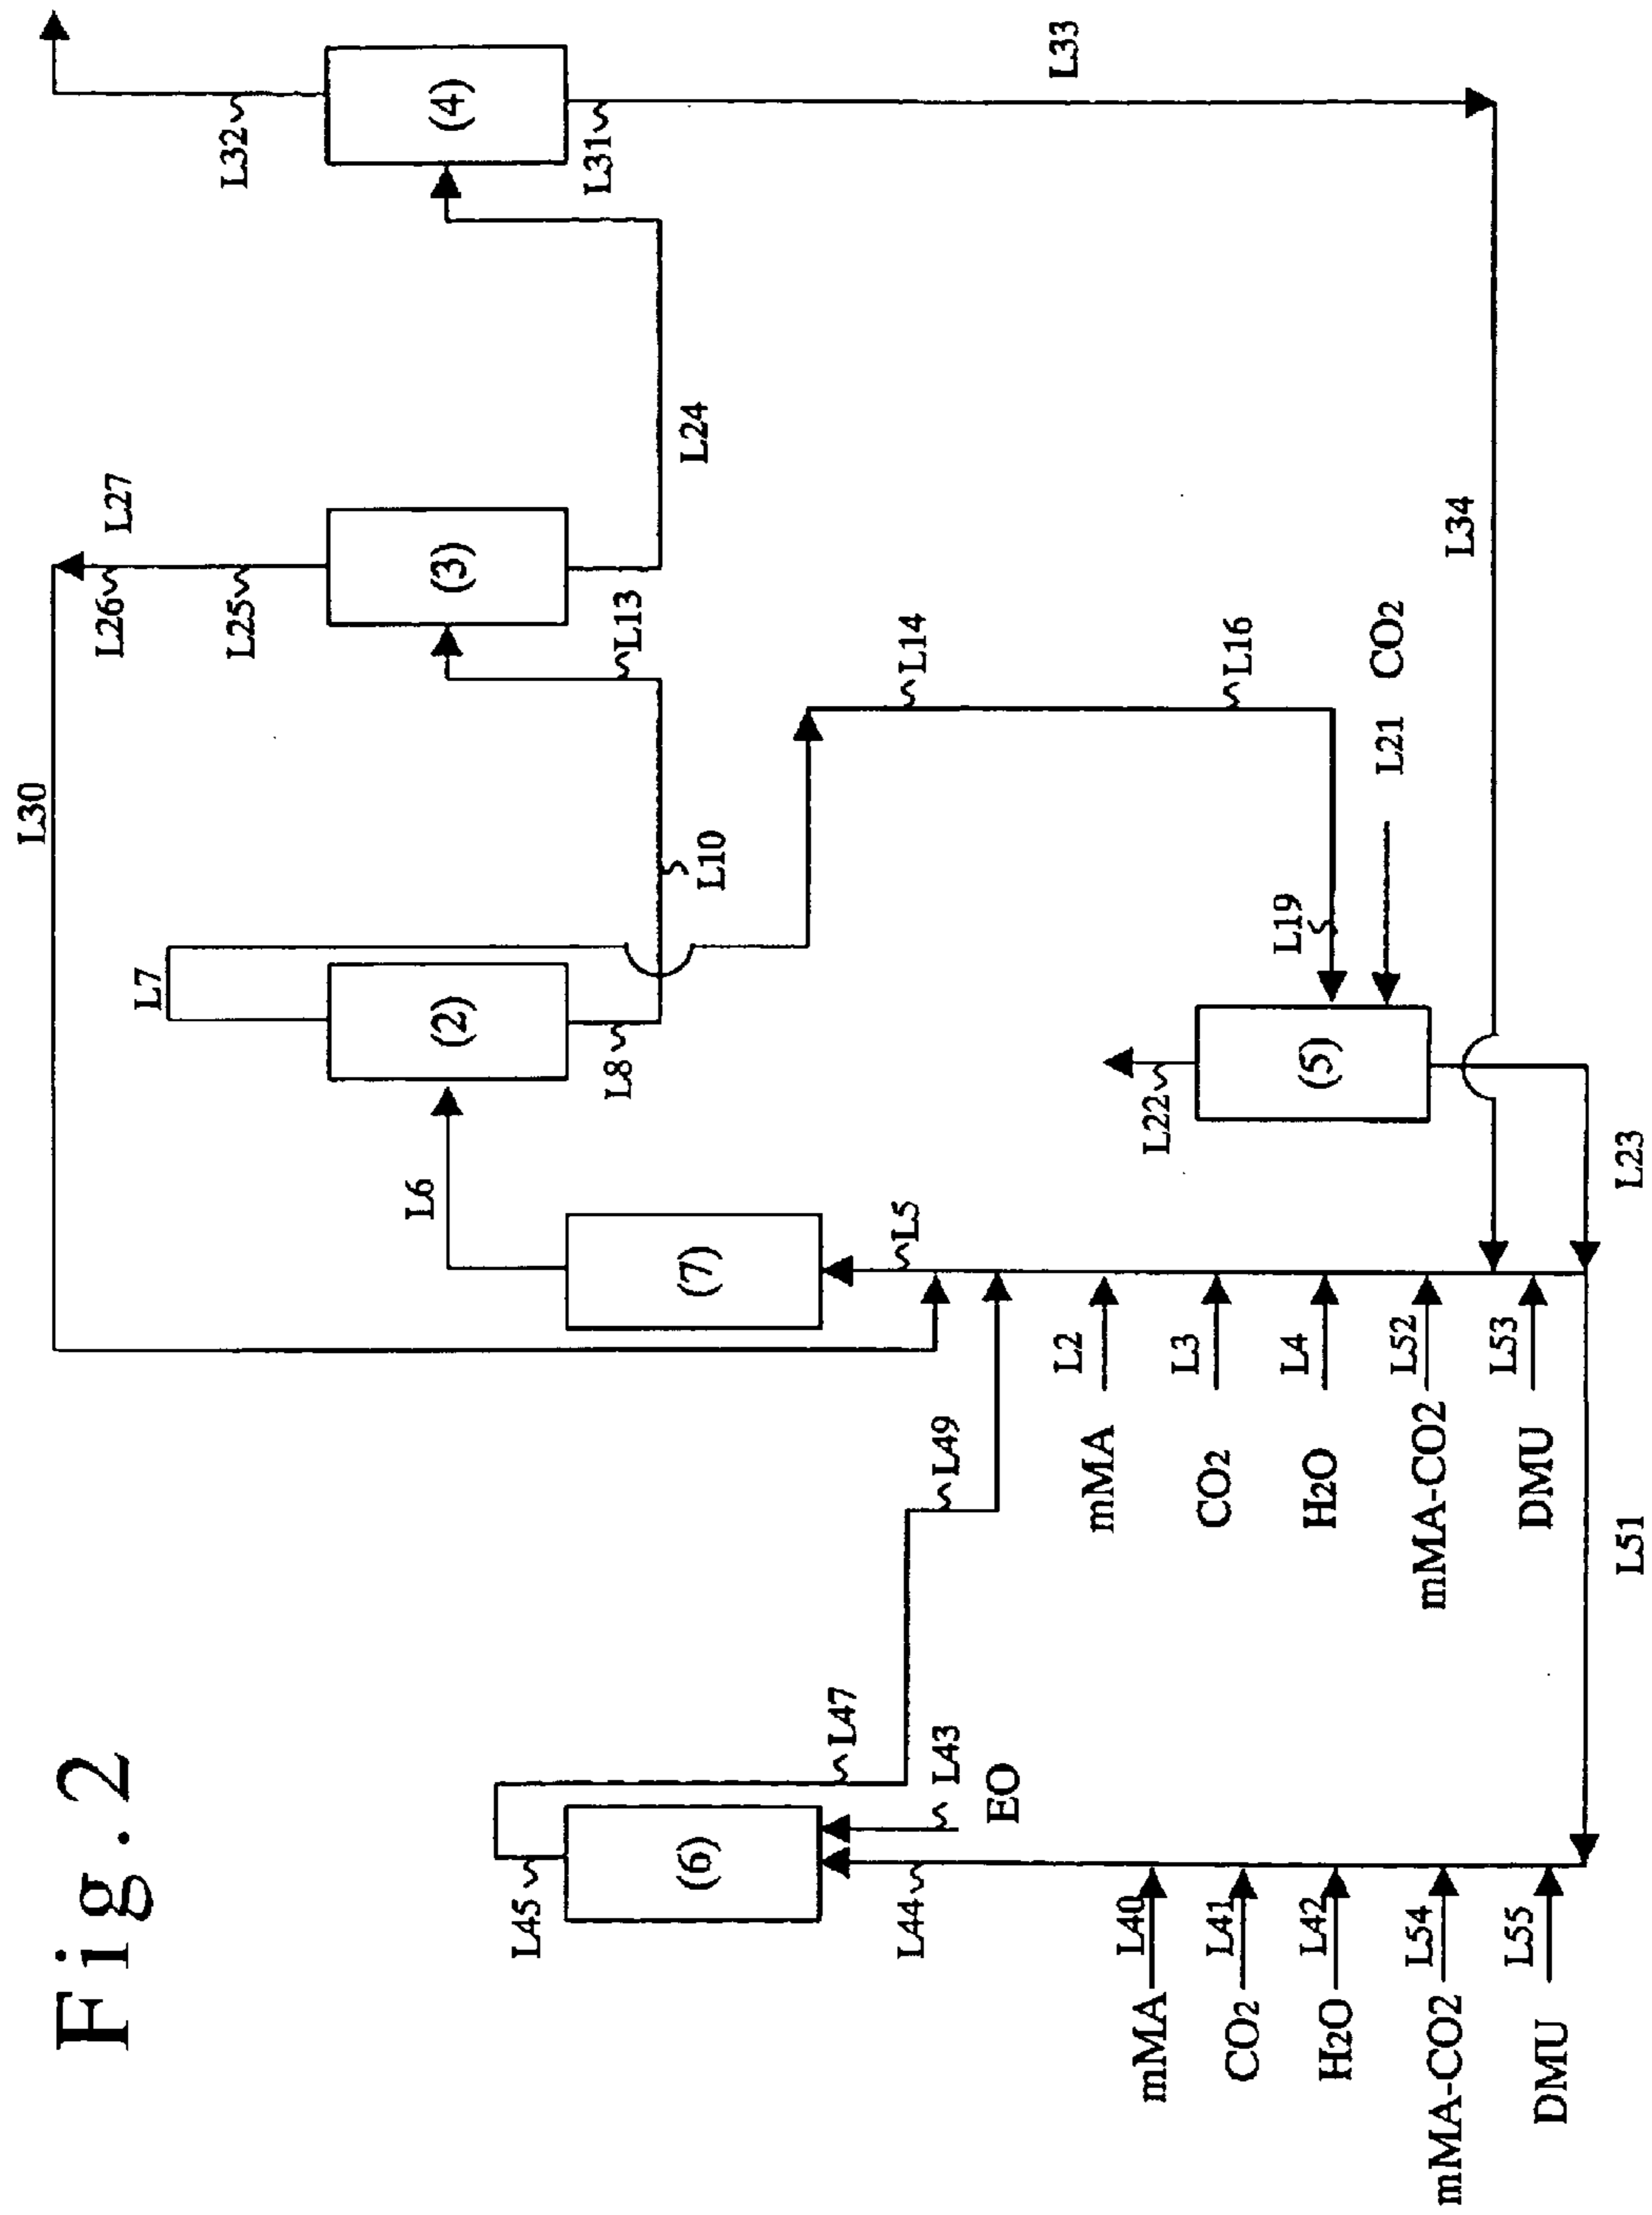 Fig. 2
L45
(6)
L44
L47
L43
EO
L49
mMA
L40
CO2
L41
H2O
L42
mMA-CO2
L54
DMU
L55
L51
L30
L7
L6
(2)
L8
(7)
L5
mMA
L2
CO2
L3
H2O
L4
mMA-CO2
L52
DMU
L53
L10
L22
(5)
L19
L21 CO2
L23
L14
L16
L26
L27
L25
(3)
L13
L24
L34
L32
(4)
L31
L33